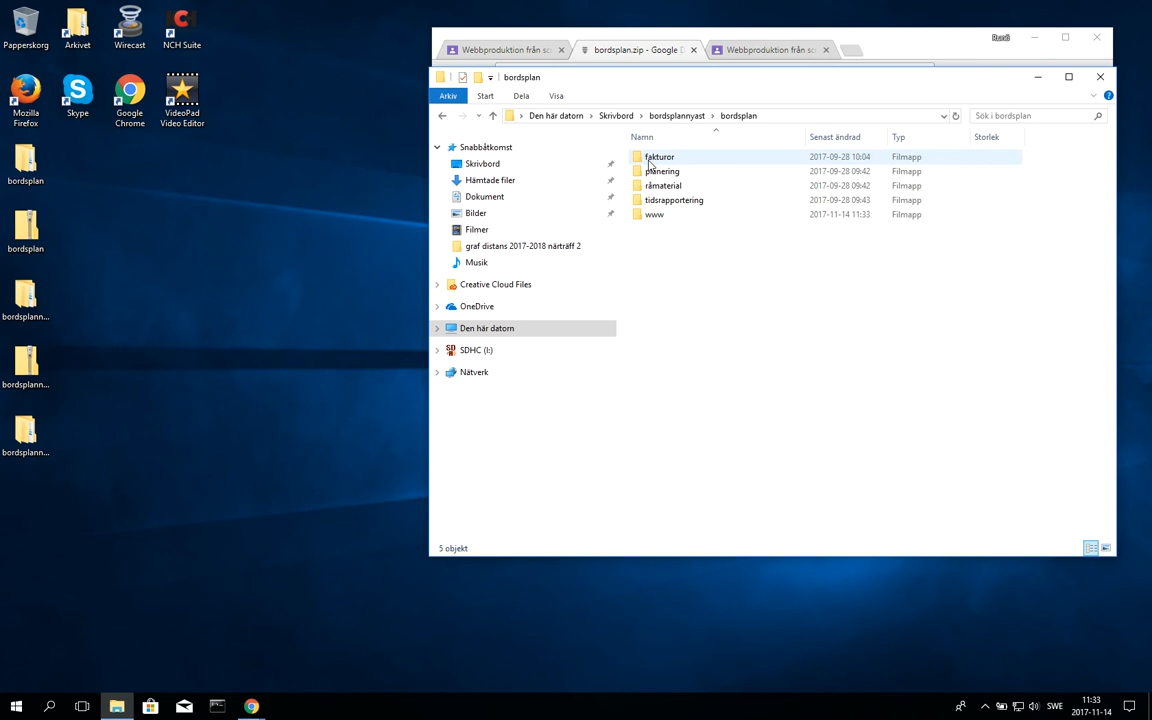 Papperskorg
Arkivet
Wirecast
NCH Suite
Mozilla Firefox
Skype
Google Chrome
VideoPad Video Editor
bordsplan
bordsplan
bordsplann...
bordsplann...
bordsplann...
Webbproduktion från sc
bordsplan.zip - Google D
Webbproduktion från sc
bordsplan
Arkiv Start Dela Visa
Den här datorn Skrivbord bordsplannyast bordsplan
Sök i bordsplan
Namn Senast ändrad Typ Storlek
fakturor 2017-09-28 10:04 Filmapp
planering 2017-09-28 09:42 Filmapp
råmaterial 2017-09-28 09:42 Filmapp
tidsrapportering 2017-09-28 09:43 Filmapp
www 2017-11-14 11:33 Filmapp
Snabbåtkomst
Skrivbord
Hämtade filer
Dokument
Bilder
Filmer
graf distans 2017-2018 närträff 2
Musik
Creative Cloud Files
OneDrive
Den här datorn
SDHC (I:)
Nätverk
5 objekt
SWE
11:33
2017-11-14